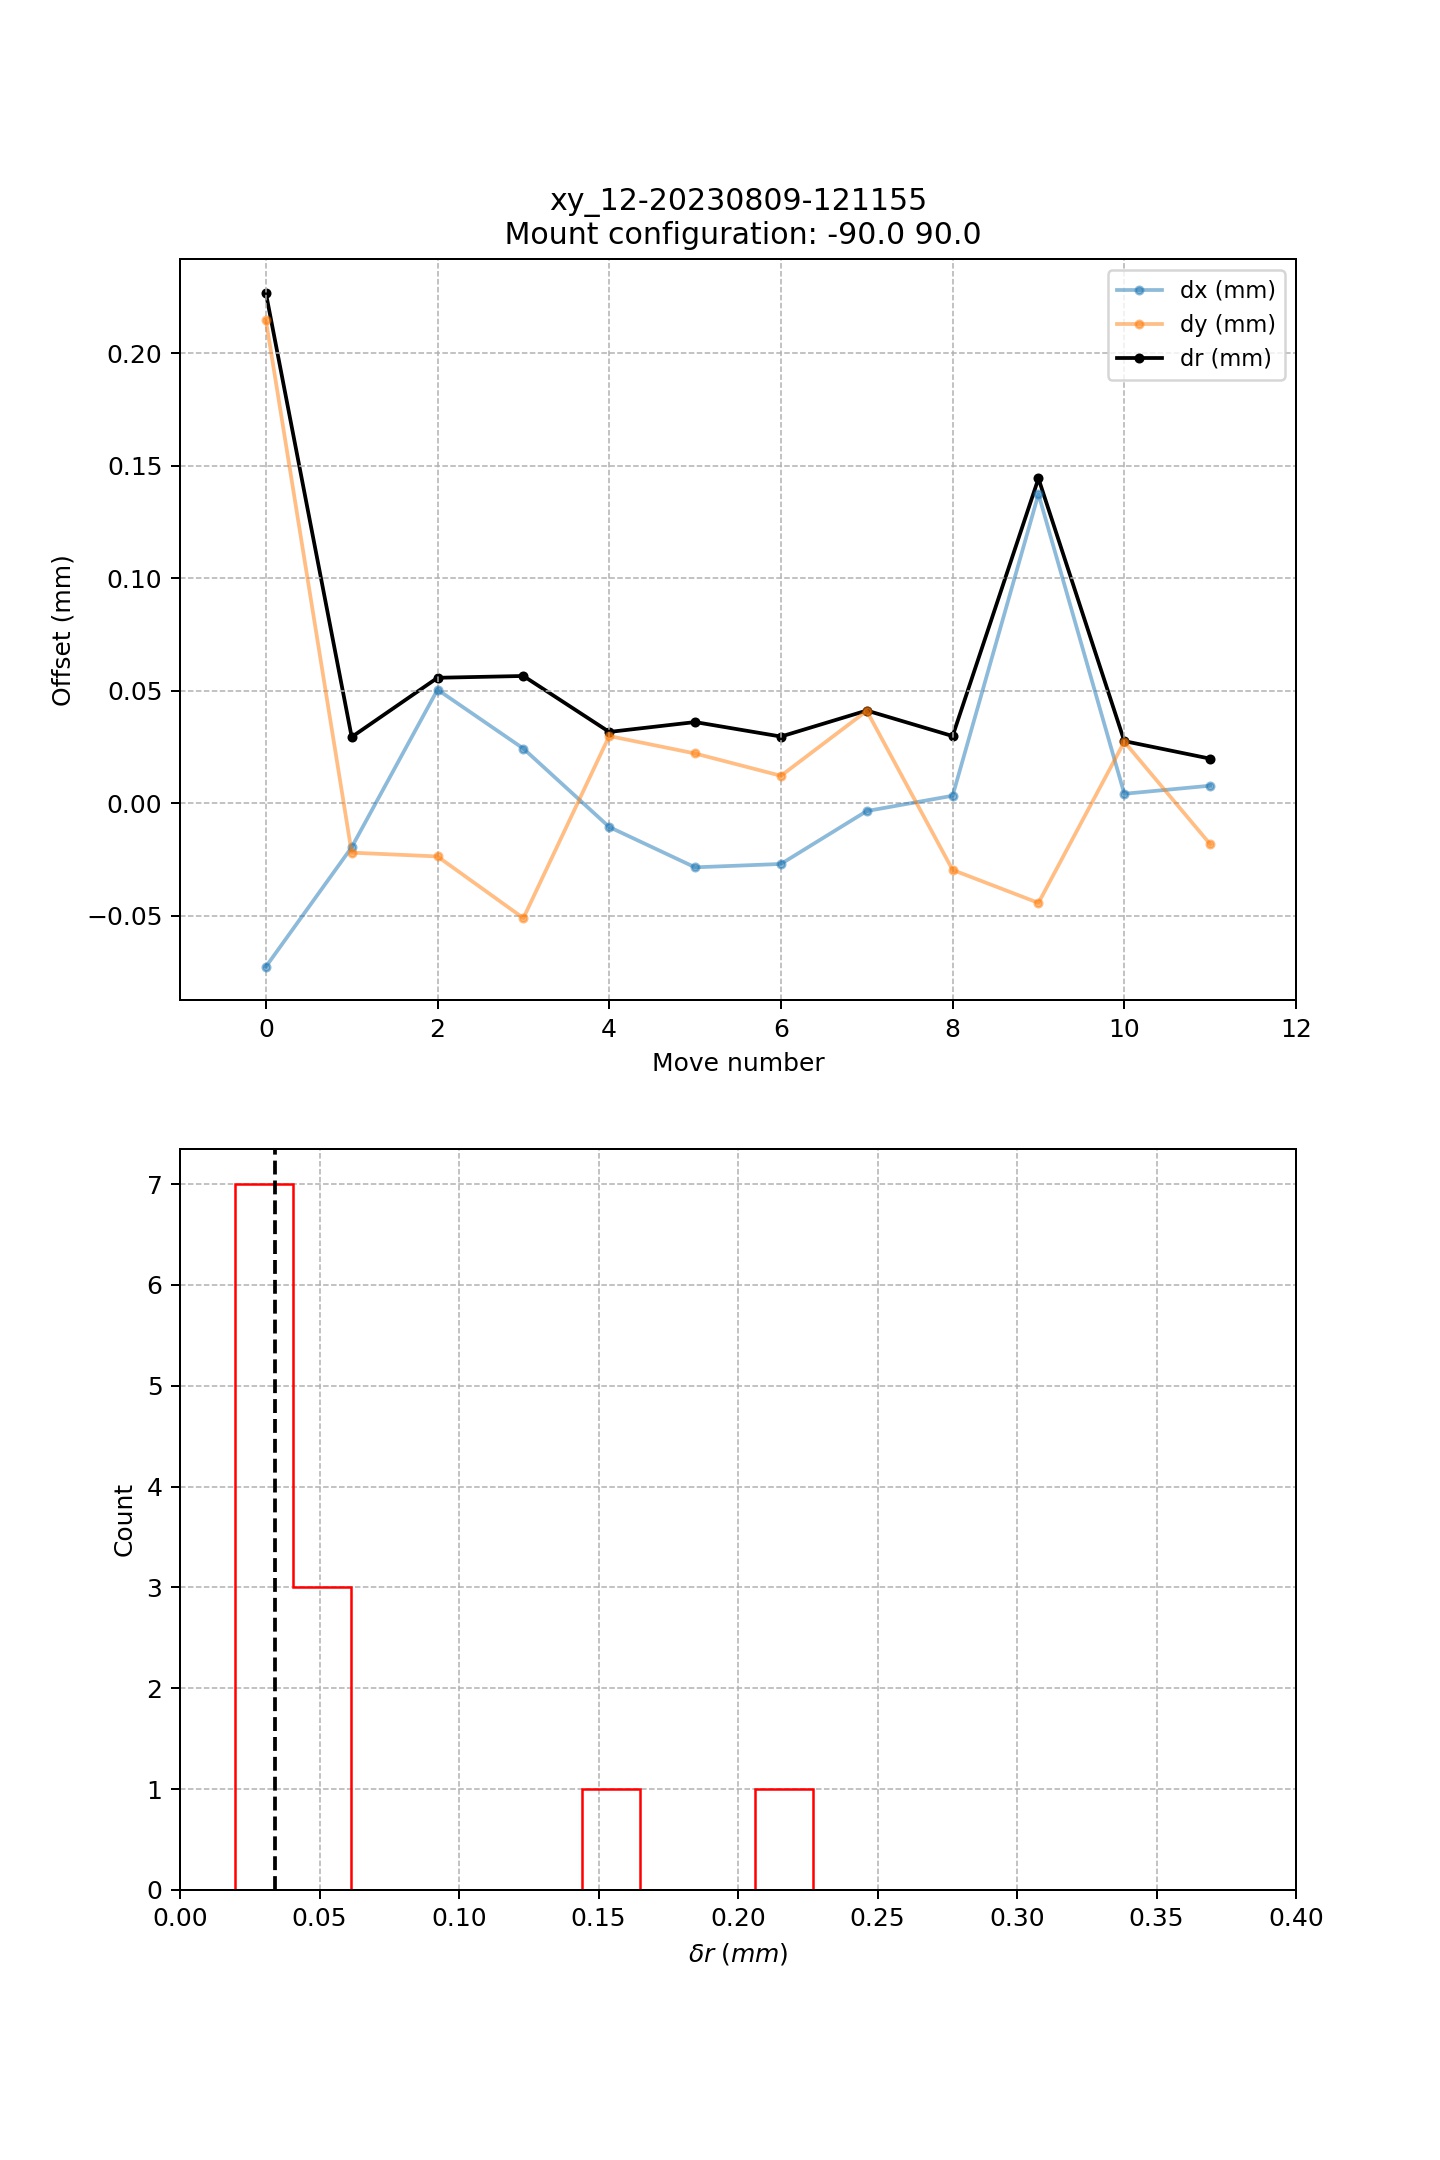 xy_12-20230809-121155
Mount configuration: -90.0 90.0
dx (mm)
dy (mm)
dr (mm)
0.20
0.15
0.10
0.05
0.00
−0.05
Offset (mm)
0 2 4 6 8 10 12
Move number
7
6
5
4
3
2
1
0
Count
0.00 0.05 0.10 0.15 0.20 0.25 0.30 0.35 0.40
δr (mm)